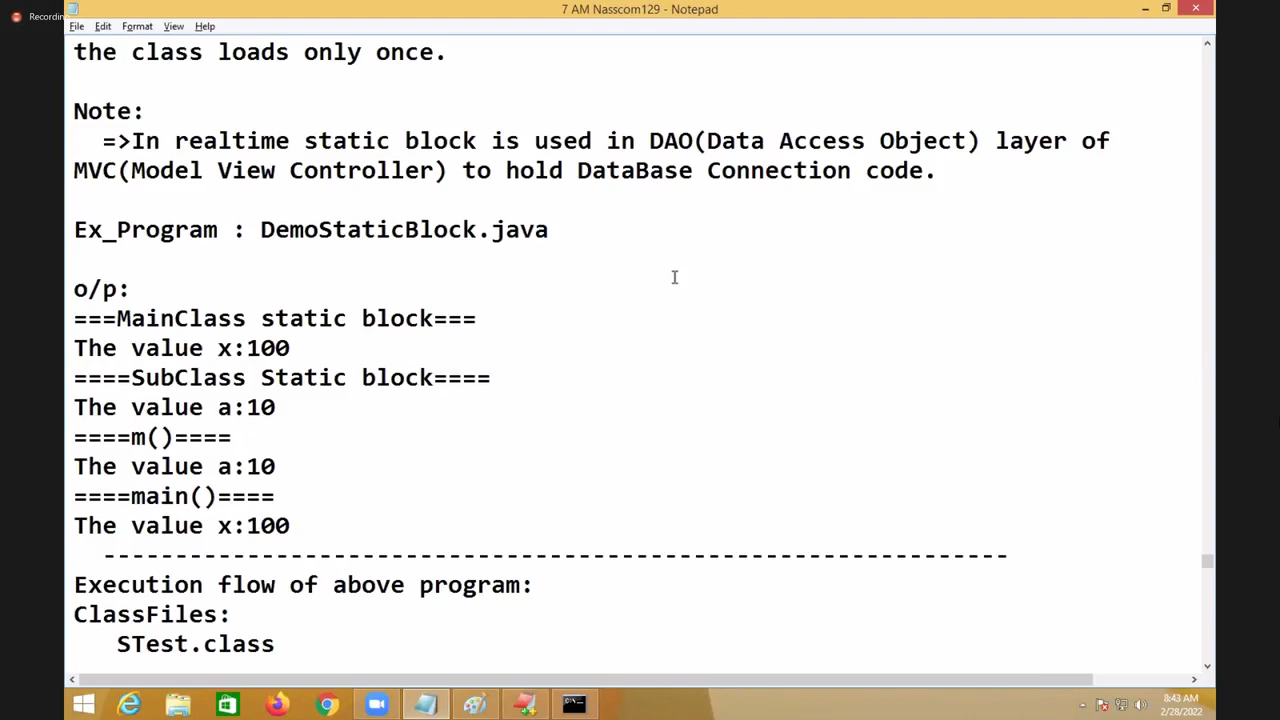 Recording
7 AM Nasscom129 - Notepad
File Edit Format View Help
the class loads only once.
Note:
=>In realtime static block is used in DAO(Data Access Object) layer of
MVC(Model View Controller) to hold DataBase Connection code.
Ex_Program : DemoStaticBlock.java
o/p:
===MainClass static block===
The value x:100
====SubClass Static block====
The value a:10
====m()====
The value a:10
====main()====
The value x:100
---------------------------------------------------------------
Execution flow of above program:
ClassFiles:
STest.class
8:43 AM
2/28/2022